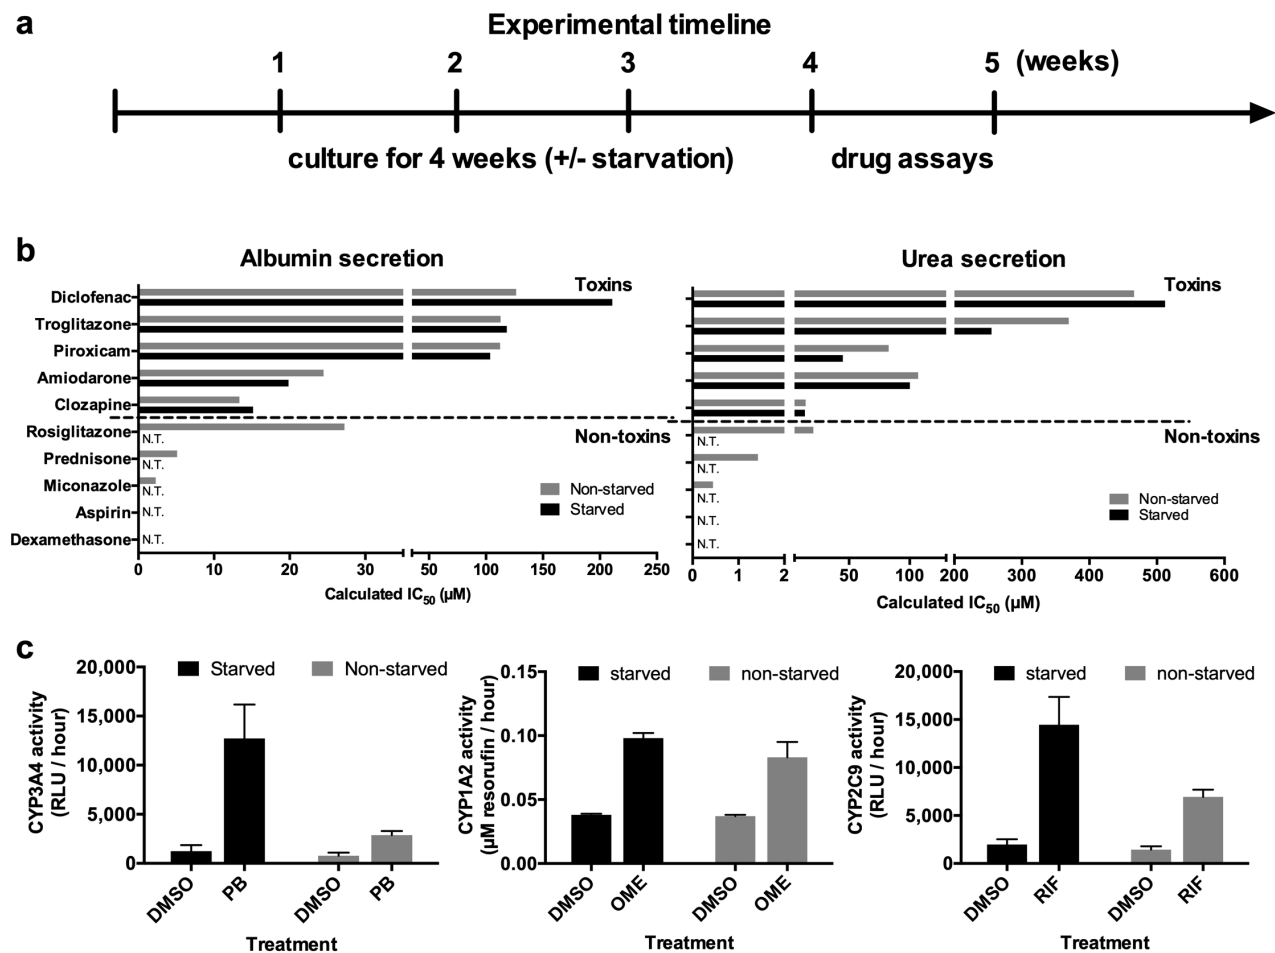 a
Experimental timeline
1 2 3 4 5 (weeks)
culture for 4 weeks (+/- starvation) drug assays
b
Albumin secretion
Toxins
Diclofenac
Troglitazone
Piroxicam
Amiodarone
Clozapine
Rosiglitazone
N.T.
Non-toxins
Prednisone
N.T.
Miconazole
N.T.
Non-starved
Aspirin
N.T.
Starved
Dexamethasone
N.T.
0 10 20 30 50 100 150 200 250
Calculated IC50 (µM)
Urea secretion
Toxins
Non-toxins
N.T.
N.T.
N.T.
Non-starved
Starved
N.T.
N.T.
0 1 2 50 100 200 300 400 500 600
Calculated IC50 (µM)
c
Starved Non-starved
CYP3A4 activity
(RLU / hour)
20,000
15,000
10,000
5,000
0
DMSO PB DMSO PB
Treatment
starved non-starved
CYP1A2 activity
(µM resorufin / hour)
0.15
0.10
0.05
0.00
DMSO OME DMSO OME
Treatment
starved non-starved
CYP2C9 activity
(RLU / hour)
20,000
15,000
10,000
5,000
0
DMSO RIF DMSO RIF
Treatment